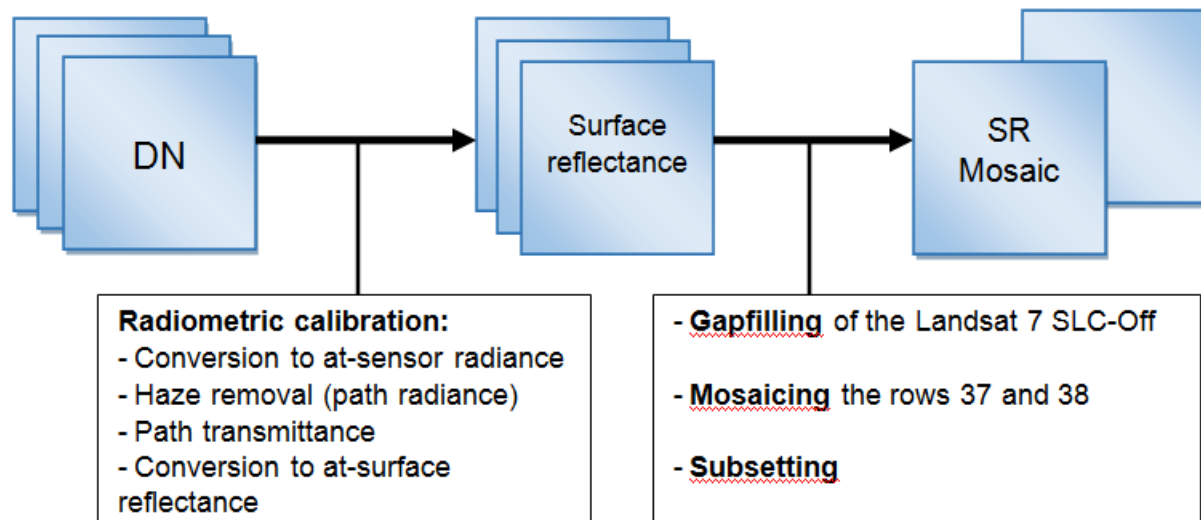 DN
Surface
reflectance
SR
Mosaic
Radiometric calibration:
- Conversion to at-sensor radiance
- Haze removal (path radiance)
- Path transmittance
- Conversion to at-surface
reflectance
- Gapfilling of the Landsat 7 SLC-Off
- Mosaicing the rows 37 and 38
- Subsetting